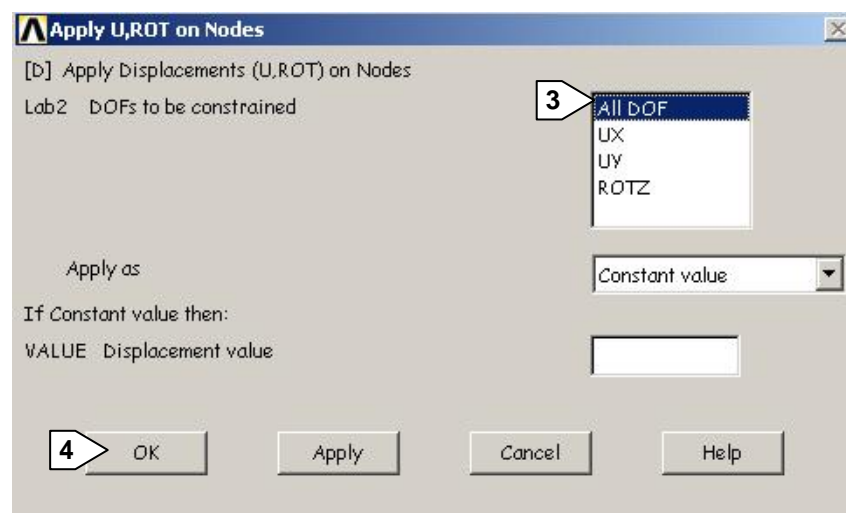 Apply U,ROT on Nodes
[D] Apply Displacements (U,ROT) on Nodes
Lab2 DOFs to be constrained
3
All DOF
UX
UY
ROTZ
Apply as
Constant value
If Constant value then:
VALUE Displacement value
4
OK
Apply
Cancel
Help